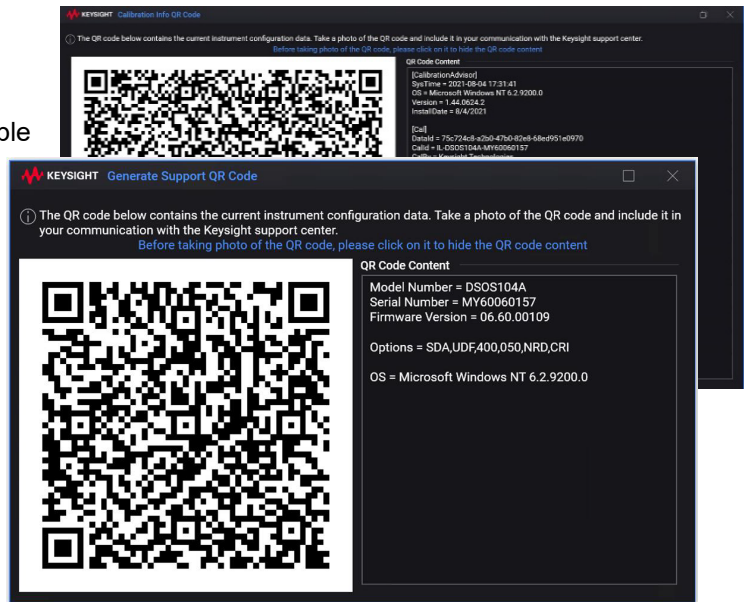 KEYSIGHT Calibration Info QR Code
The QR code below contains the current instrument configuration data. Take a photo of the QR code and include it in your communication with the Keysight support center.
Before taking photo of the QR code, please click on it to hide the QR code content
QR Code Content
[CalibrationAdvisor]
SysTime = 2021-08-04 17:31:41
OS = Microsoft Windows NT 6.2.9200.0
Version = 1.44.0624.2
InstallDate = 8/4/2021
[Cal]
DataId = 75c724c8-a2b0-47b0-82e8-68ed951e0970
CalId = IL-DSOS104A-MY60060157
ple
KEYSIGHT Generate Support QR Code
The QR code below contains the current instrument configuration data. Take a photo of the QR code and include it in
your communication with the Keysight support center.
Before taking photo of the QR code, please click on it to hide the QR code content
QR Code Content
Model Number = DSOS104A
Serial Number = MY60060157
Firmware Version = 06.60.00109
Options = SDA,UDF,400,050,NRD,CRI
OS = Microsoft Windows NT 6.2.9200.0